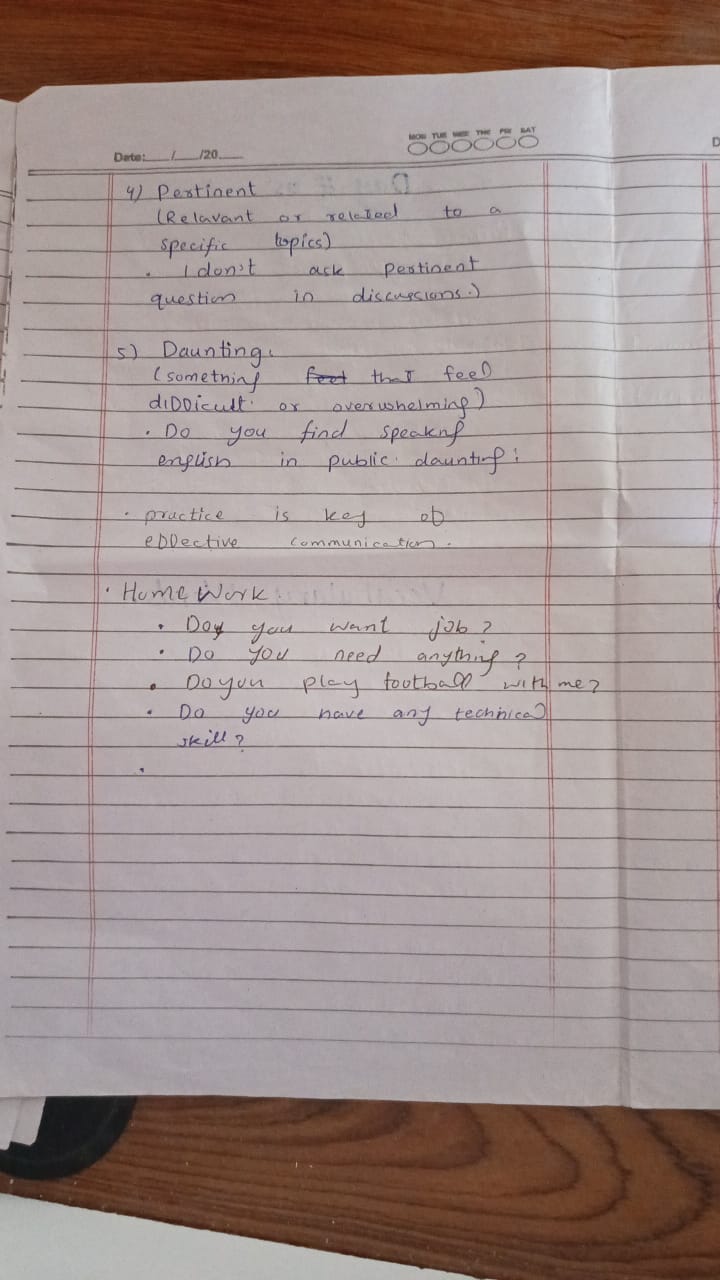 MON TUE WED THE FRI SAT
Date: / /20
4) Pertinent
(Relavant or releted to a
specific topics)
. I don't ask pertinent
question in discussions.)
5) Daunting.
(something feet that feel
difficult. or overwhelming)
. Do you find speakng
english in public. daunting?
. practice is key of
effective communication.
. Home Work.
. Doy you want job ?
. Do you need anything ?
. Do you play football with me?
. Do you have any technical
skill ?
.
D